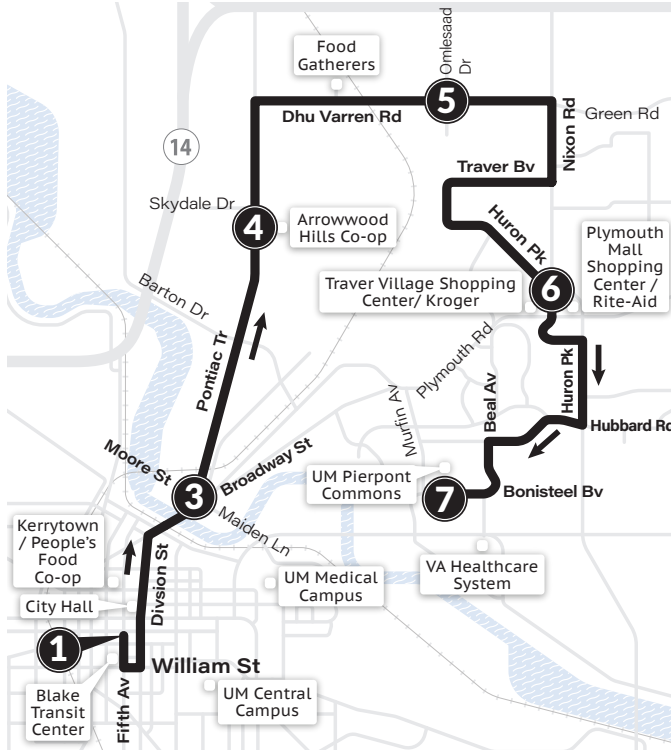 Food
Gatherers
Omlesaad
Dr
5
Dhu Varren Rd
Nixon Rd
Green Rd
14
Traver Bv
Skydale Dr
4
Arrowwood
Hills Co-op
Huron Pk
Plymouth
Mall
Shopping
Center /
Rite-Aid
Traver Village Shopping
Center/ Kroger
6
Barton Dr
Pontiac Tr
Plymouth Rd
Huron Pk
Beal Av
Murfin Av
Hubbard Rd
Moore St
Broadway St
UM Pierpont
Commons
3
7
Bonisteel Bv
Maiden Ln
Kerrytown
/ People's
Food
Co-op
VA Healthcare
System
Divsion St
UM Medical
Campus
City Hall
1
William St
Blake
Transit
Center
Fifth Av
UM Central
Campus